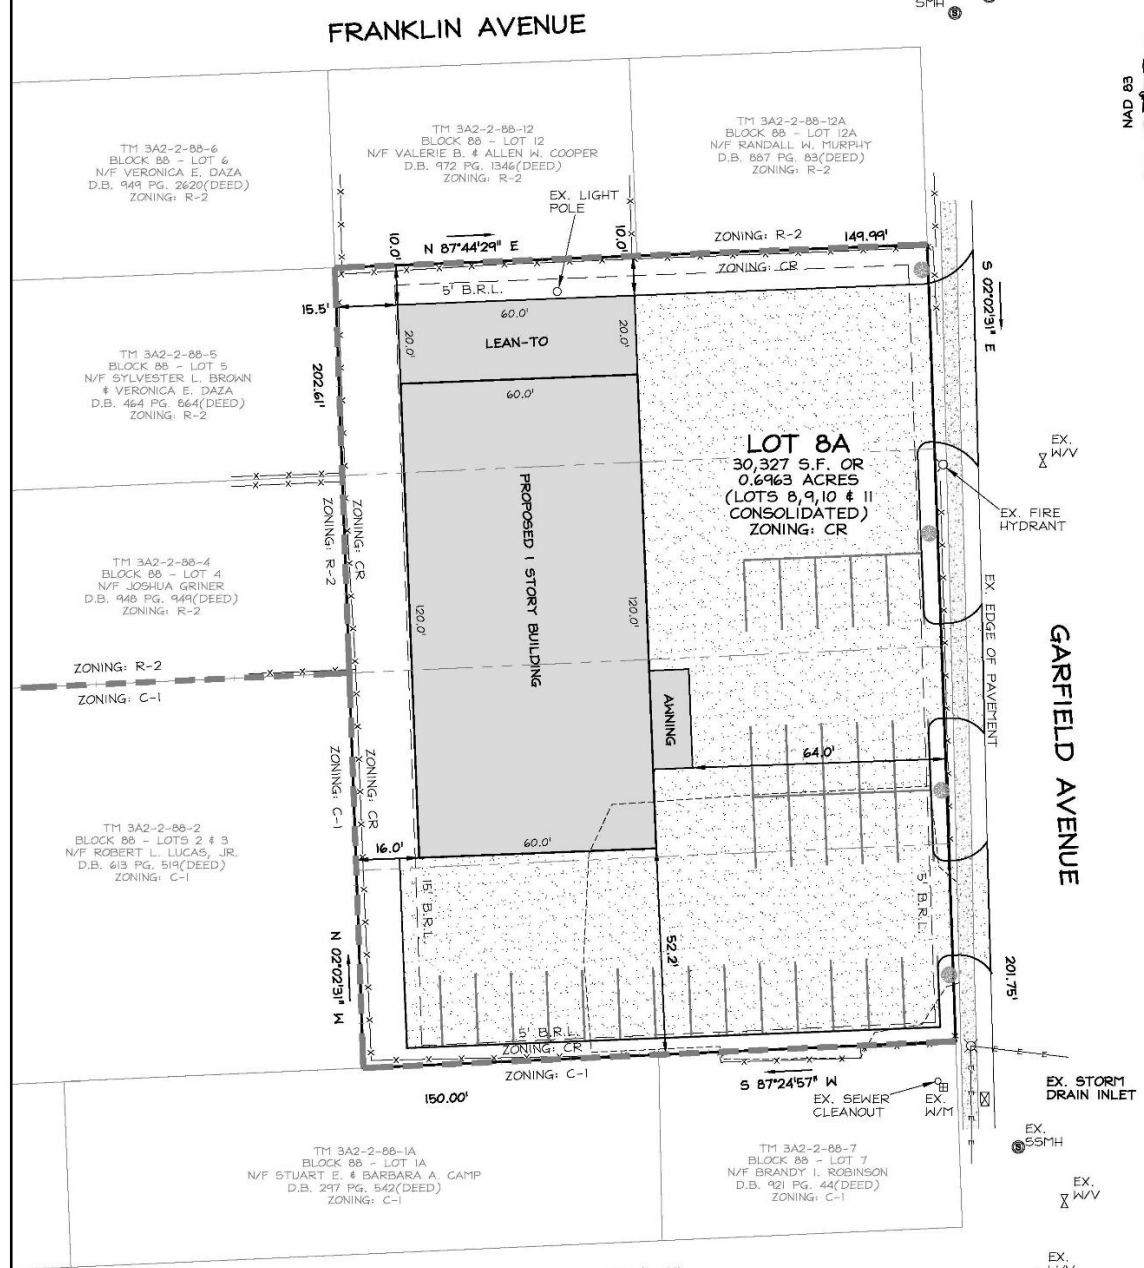 SMH
FRANKLIN AVENUE
NAD 83
TM 3A2-2-88-6
BLOCK 88 - LOT 6
N/F VERONICA E. DAZA
D.B. 949 PG. 2620(DEED)
ZONING: R-2
TM 3A2-2-88-12
BLOCK 88 - LOT 12
N/F VALERIE B. & ALLEN W. COOPER
D.B. 972 PG. 1346(DEED)
ZONING: R-2
TM 3A2-2-88-12A
BLOCK 88 - LOT 12A
N/F RANDALL W. MURPHY
D.B. 887 PG. 83(DEED)
ZONING: R-2
EX. LIGHT
POLE
10.0'
N 87°44'29" E
10.0'
ZONING: R-2
149.99'
ZONING: CR
5' B.R.L.
S 02°02'31" E
15.5'
60.0'
20.0'
LEAN-TO
20.0'
60.0'
202.61'
TM 3A2-2-88-5
BLOCK 88 - LOT 5
N/F SYLVESTER L. BROWN
& VERONICA E. DAZA
D.B. 464 PG. 864(DEED)
ZONING: R-2
LOT 8A
30,327 S.F. OR
0.6963 ACRES
(LOTS 8,9,10 & 11
CONSOLIDATED)
ZONING: CR
EX.
W/V
EX. FIRE
HYDRANT
ZONING: R-2
ZONING: CR
PROPOSED 1 STORY BUILDING
TM 3A2-2-88-4
BLOCK 88 - LOT 4
N/F JOSHUA GRINER
D.B. 948 PG. 949(DEED)
ZONING: R-2
120.0'
120.0'
EX. EDGE OF PAVEMENT
GARFIELD AVENUE
ZONING: R-2
ZONING: C-1
AWNING
64.0'
ZONING: C-1
ZONING: CR
TM 3A2-2-88-2
BLOCK 88 - LOTS 2 & 3
N/F ROBERT L. LUCAS, JR.
D.B. 613 PG. 519(DEED)
ZONING: C-1
16.0'
60.0'
15' B.R.L.
5' B.R.L.
N 02°02'31" W
52.2'
201.75'
5' B.R.L.
ZONING: CR
ZONING: C-1
S 87°24'57" W
150.00'
EX. SEWER
CLEANOUT
EX.
W/M
EX. STORM
DRAIN INLET
EX.
SSMH
TM 3A2-2-88-1A
BLOCK 88 - LOT 1A
N/F STUART E. & BARBARA A. CAMP
D.B. 297 PG. 542(DEED)
ZONING: C-1
TM 3A2-2-88-7
BLOCK 88 - LOT 7
N/F BRANDY I. ROBINSON
D.B. 921 PG. 44(DEED)
ZONING: C-1
EX.
W/V
EX.